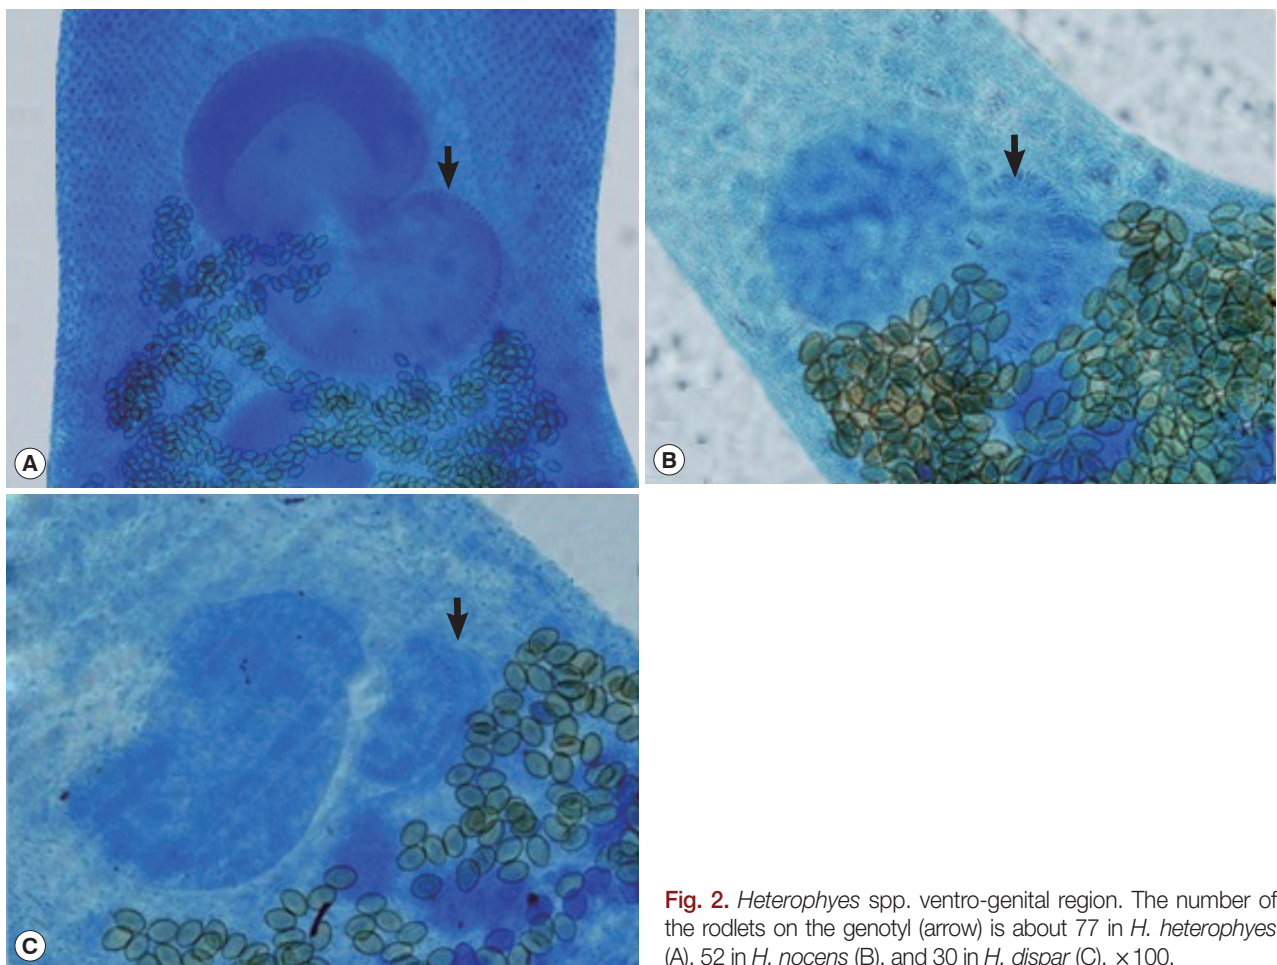 A
B
C
Fig. 2. Heterophyes spp. ventro-genital region. The number of
the rodlets on the genotyl (arrow) is about 77 in H. heterophyes
(A), 52 in H. nocens (B), and 30 in H. dispar (C). ×100.